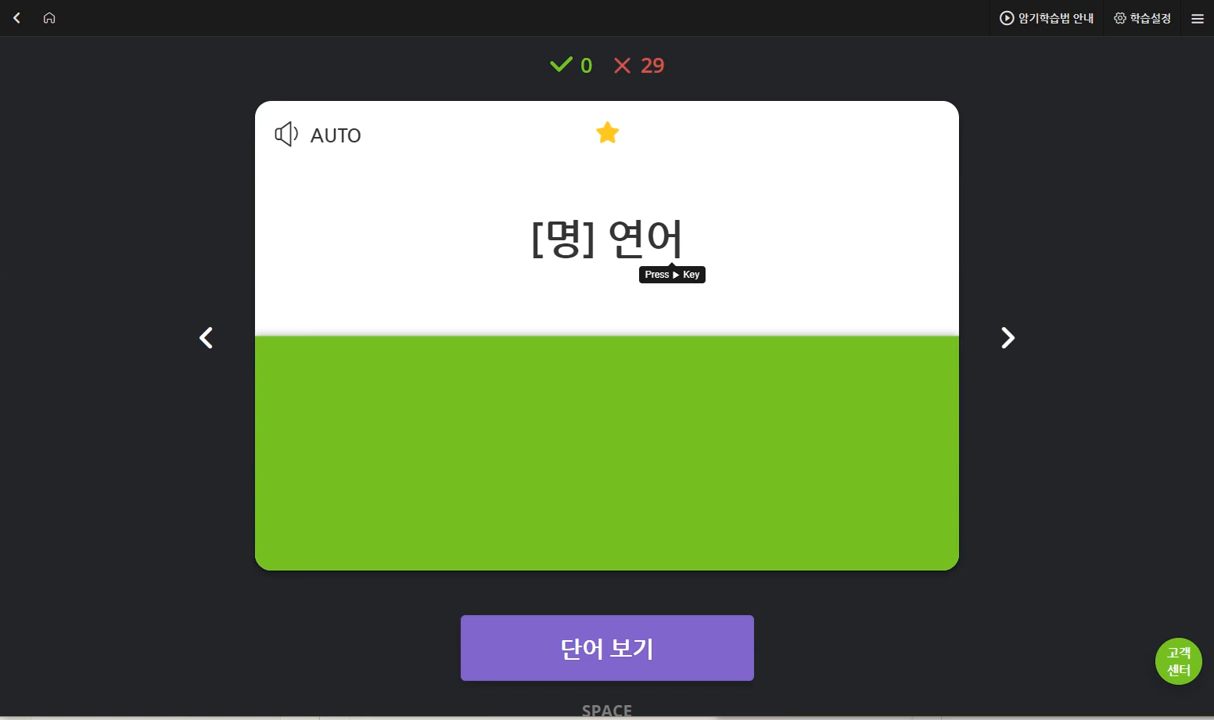 암기학습법 안내 학습설정
0 29
AUTO
[명] 연어
Press ▶ Key
단어 보기
고객
센터
SPACE